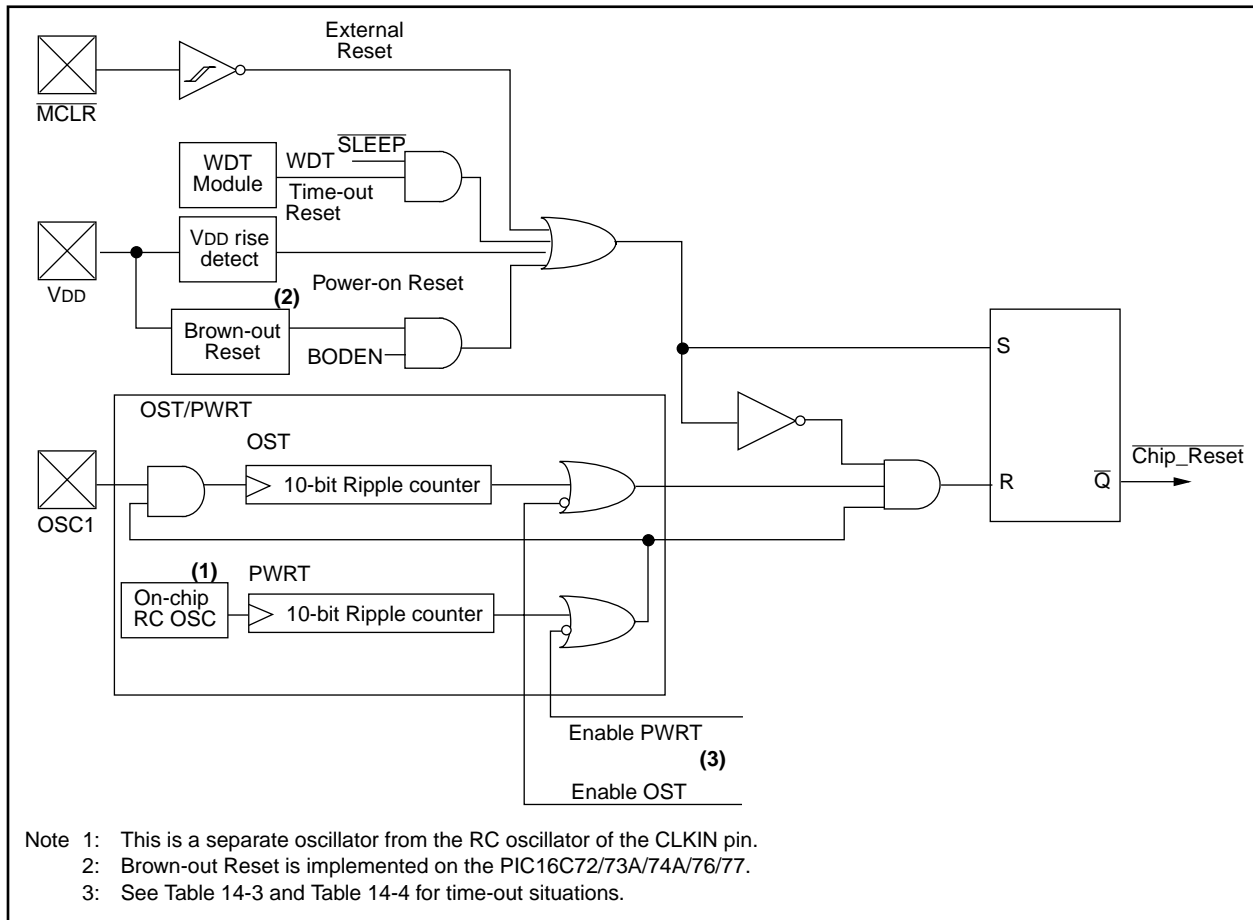 External
Reset
MCLR
SLEEP
WDT
Module
WDT
Time-out
Reset
VDD rise
detect
VDD
Power-on Reset
(2)
Brown-out
Reset
BODEN
S
OST/PWRT
OST
Chip_Reset
10-bit Ripple counter
R
Q
OSC1
(1)
PWRT
On-chip
RC OSC
10-bit Ripple counter
Enable PWRT
(3)
Enable OST
Note 1: This is a separate oscillator from the RC oscillator of the CLKIN pin.
2: Brown-out Reset is implemented on the PIC16C72/73A/74A/76/77.
3: See Table 14-3 and Table 14-4 for time-out situations.